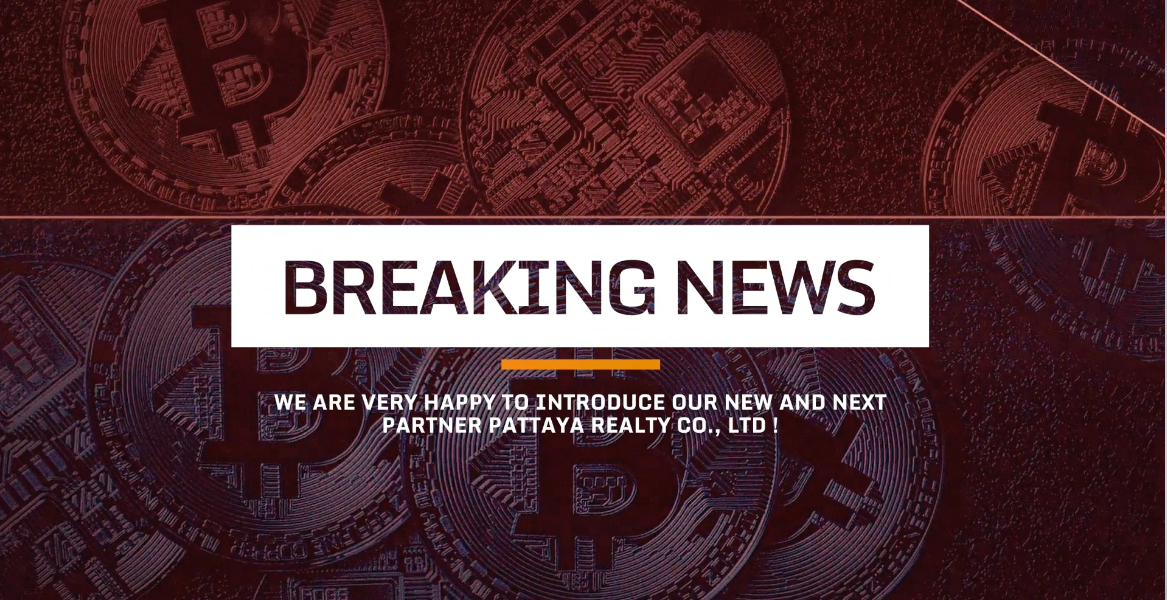 BREAKING NEWS
WE ARE VERY HAPPY TO INTRODUCE OUR NEW AND NEXT
PARTNER PATTAYA REALTY CO., LTD !